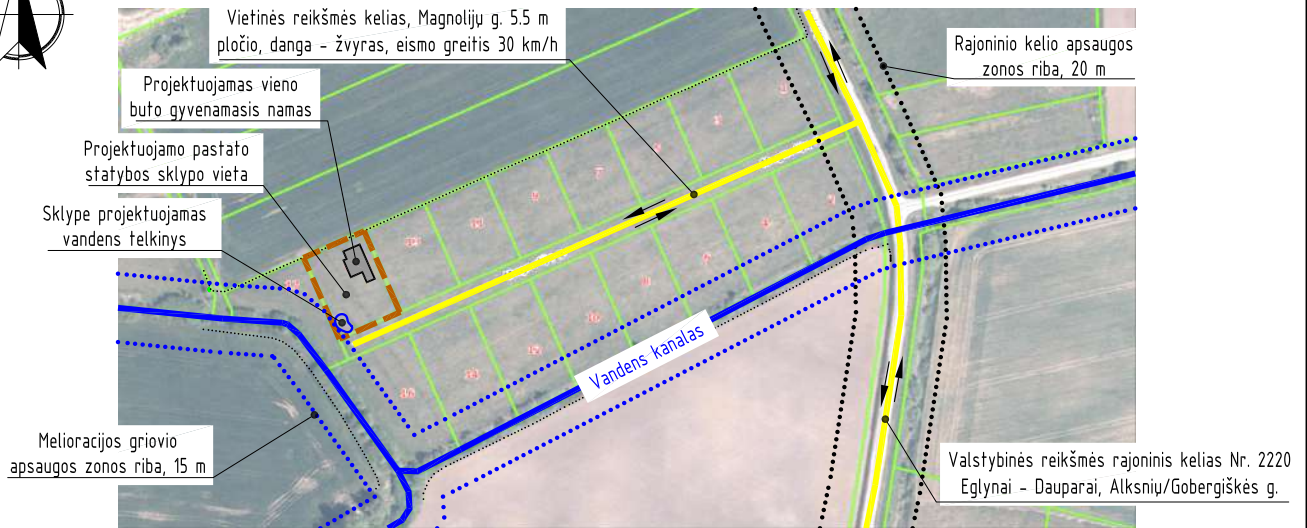 Vietinės reikšmės kelias, Magnolijų g. 5.5 m
pločio, danga - žvyras, eismo greitis 30 km/h
Rajoninio kelio apsaugos
zonos riba, 20 m
Projektuojamas vieno
buto gyvenamasis namas
Projektuojamo pastato
statybos sklypo vieta
Sklype projektuojamas
vandens telkinys
Vandens kanalas
Melioracijos griovio
apsaugos zonos riba, 15 m
Valstybinės reikšmės rajoninis kelias Nr. 2220
Eglynai - Dauparai, Alksnių/Gobergiškės g.